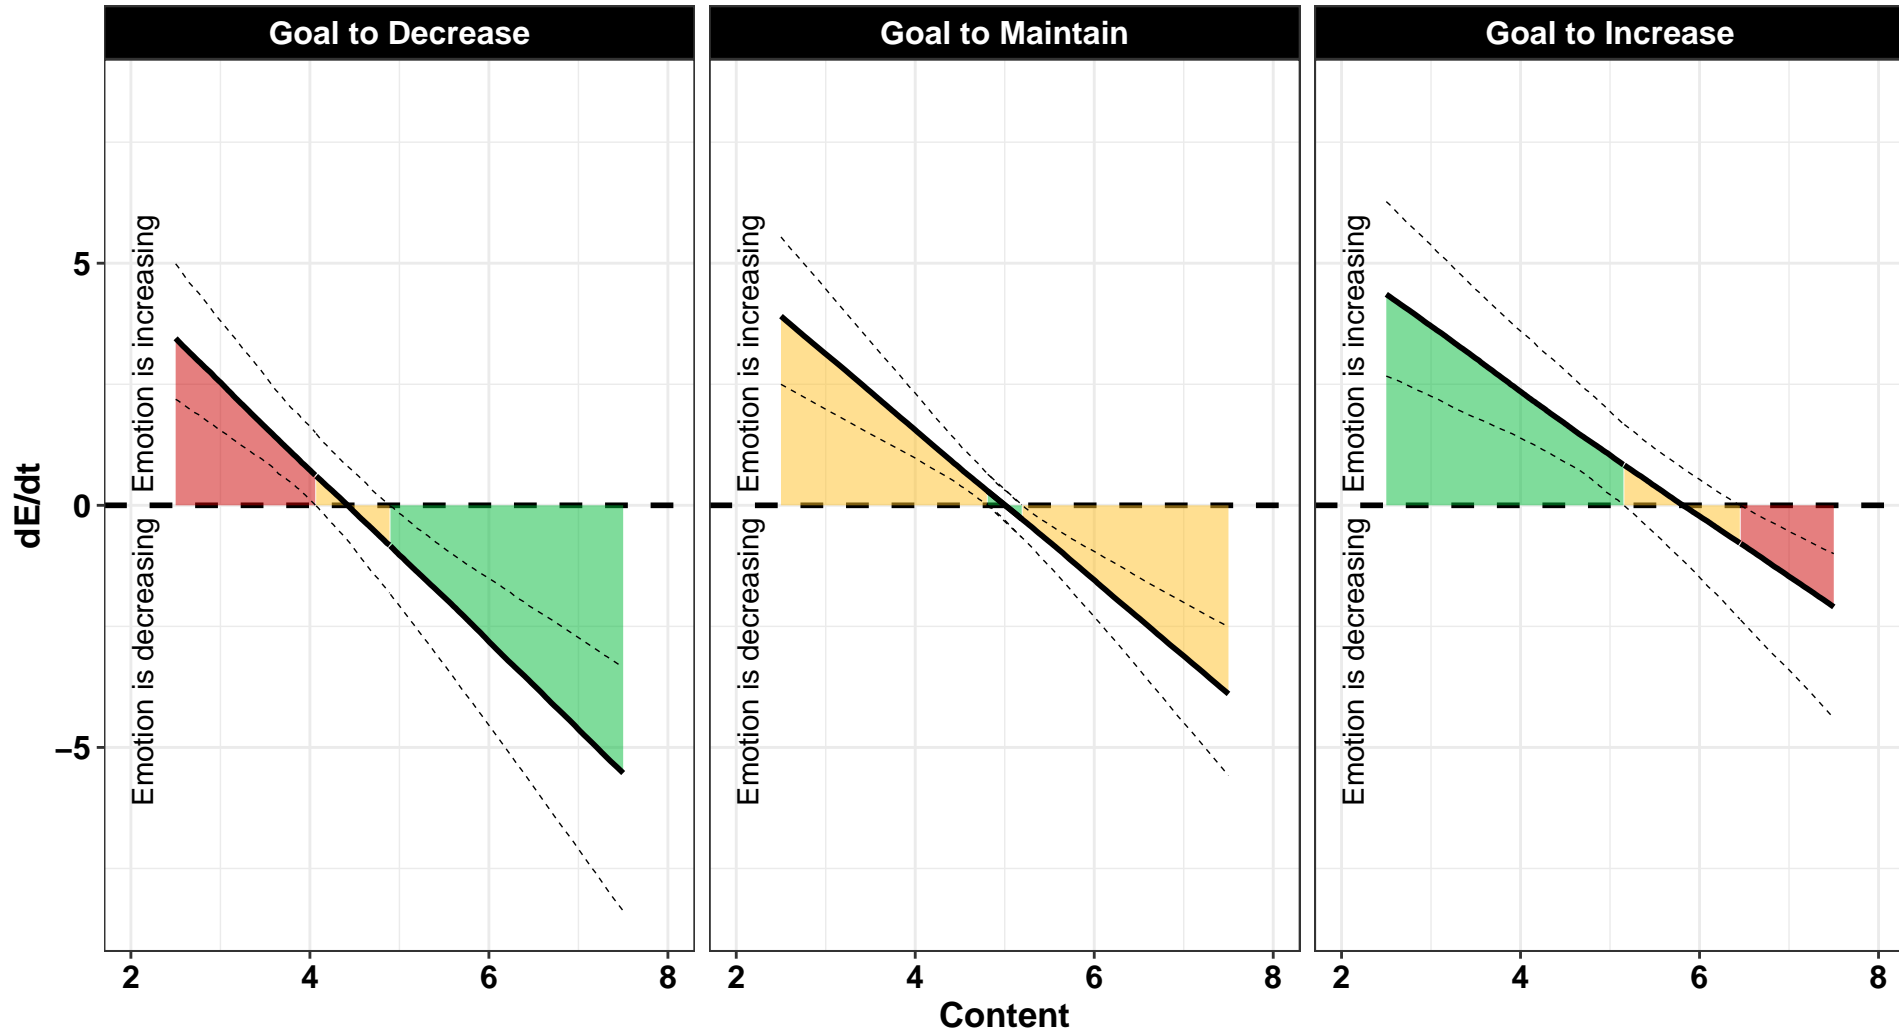 Goal to Decrease
Goal to Maintain
Goal to Increase
dE/dt
5
0
−5
Emotion is increasing
Emotion is decreasing
Emotion is increasing
Emotion is decreasing
Emotion is increasing
Emotion is decreasing
2 4 6 8
2 4 6 8
2 4 6 8
Content